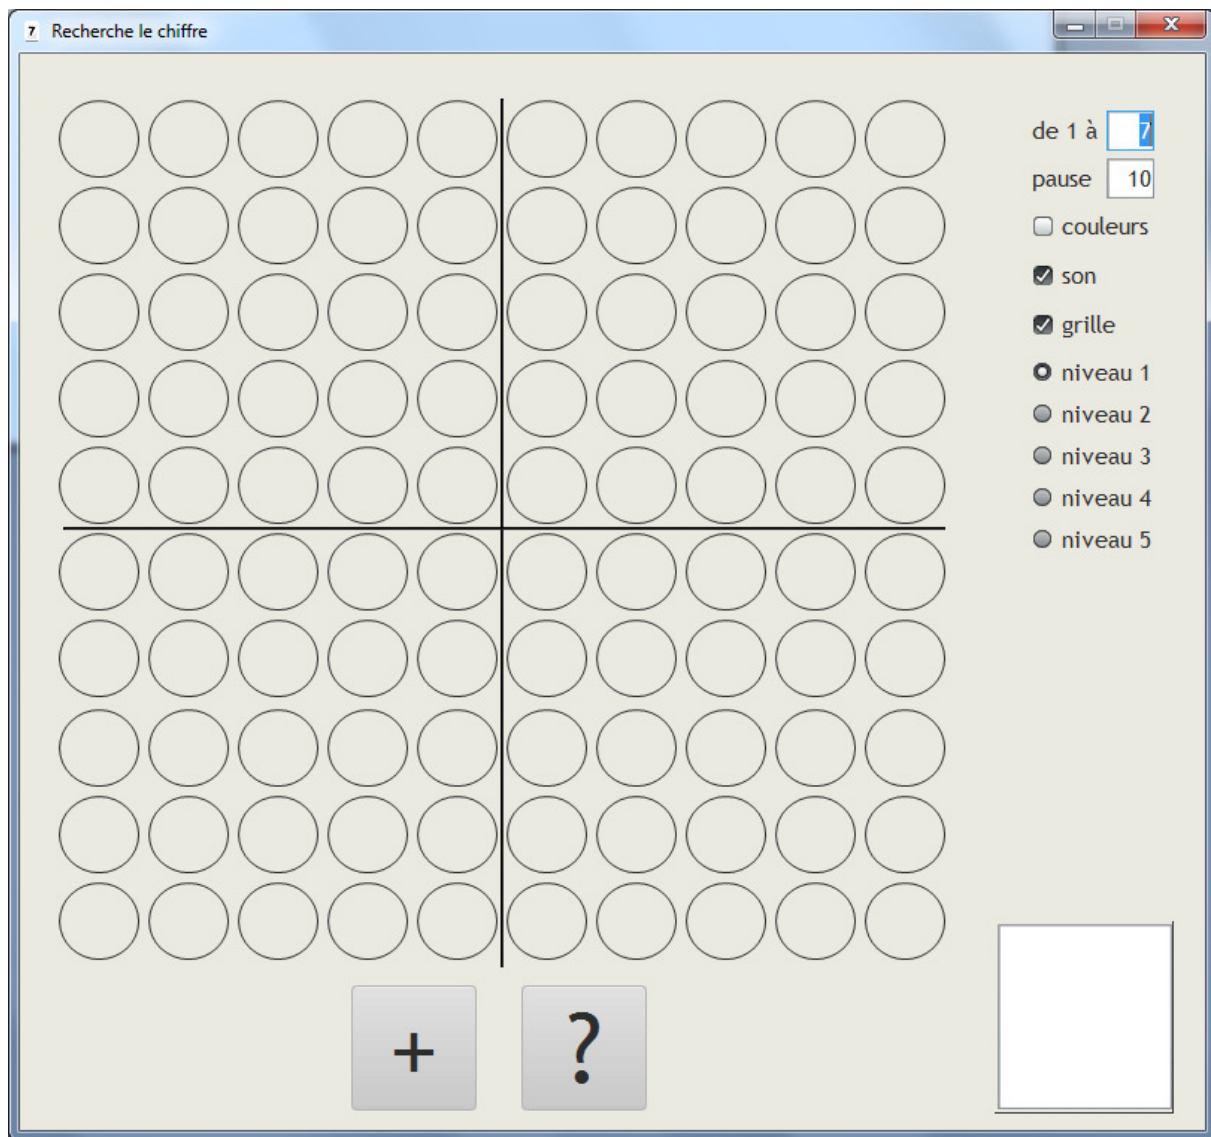 7 Recherche le chiffre
de 1 à 7
pause 10
couleurs
son
grille
niveau 1
niveau 2
niveau 3
niveau 4
niveau 5
+ ?